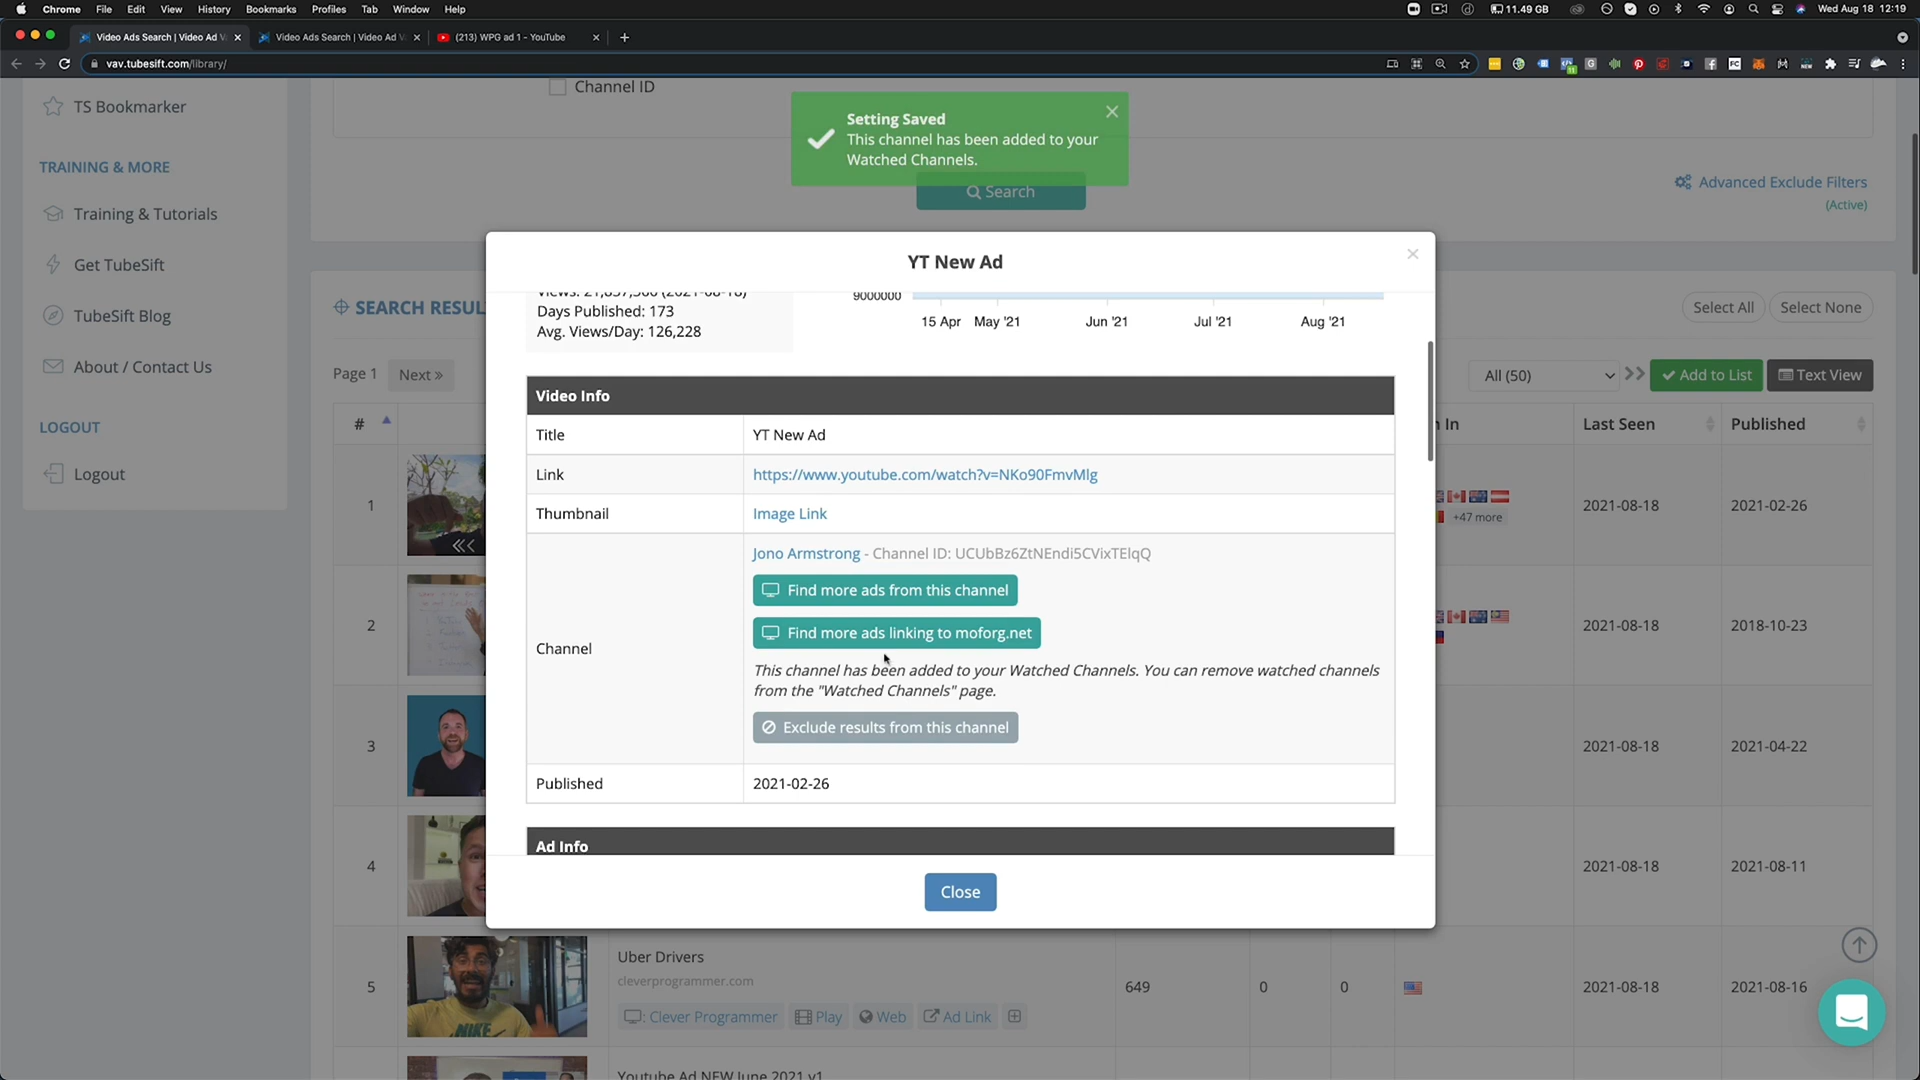 Chrome File Edit View History Bookmarks Profiles Tab Window Help
11.49 GB
Wed Aug 18 12:19
Video Ads Search | Video Ad V
Video Ads Search | Video Ad V
(213) WPG ad 1 - YouTube
vav.tubesift.com/library/
TS Bookmarker
TRAINING & MORE
Training & Tutorials
Get TubeSift
TubeSift Blog
About / Contact Us
LOGOUT
Logout
Channel ID
Setting Saved
This channel has been added to your
Watched Channels.
Search
Advanced Exclude Filters
(Active)
SEARCH RESUL
Select All
Select None
Page 1
Next »
All (50)
Add to List
Text View
#
n In
Last Seen
Published
YT New Ad
Views: 21,837,500 (2021-08-18)
Days Published: 173
Avg. Views/Day: 126,228
9000000
15 Apr May '21 Jun '21 Jul '21 Aug '21
Video Info
Title YT New Ad
Link https://www.youtube.com/watch?v=NKo90FmvMlg
Thumbnail Image Link
Channel
Jono Armstrong - Channel ID: UCUbBz6ZtNEndi5CVixTElqQ
Find more ads from this channel
Find more ads linking to moforg.net
This channel has been added to your Watched Channels. You can remove watched channels
from the "Watched Channels" page.
Exclude results from this channel
Published 2021-02-26
Ad Info
Close
1
+47 more
2021-08-18 2021-02-26
2
2021-08-18 2018-10-23
3
2021-08-18 2021-04-22
4
2021-08-18 2021-08-11
5
NIKE
Uber Drivers
cleverprogrammer.com
: Clever Programmer
Play
Web
Ad Link
649 0 0
2021-08-18 2021-08-16
Youtube Ad NEW June 2021 v1